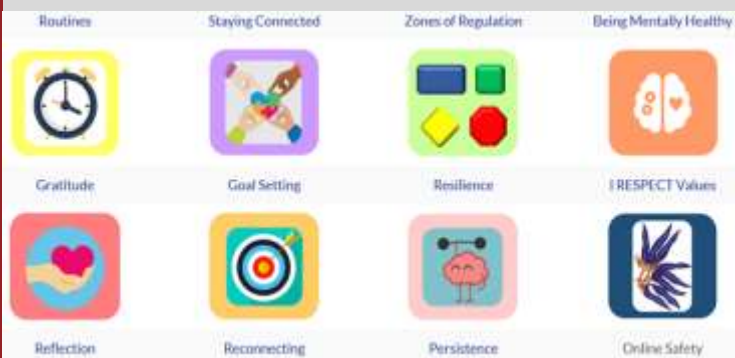 Routines Staying Connected Zones of Regulation Being Mentally Healthy
Gratitude Goal Setting Resilience I RESPECT Values
Reflection Reconnecting Persistence Online Safety